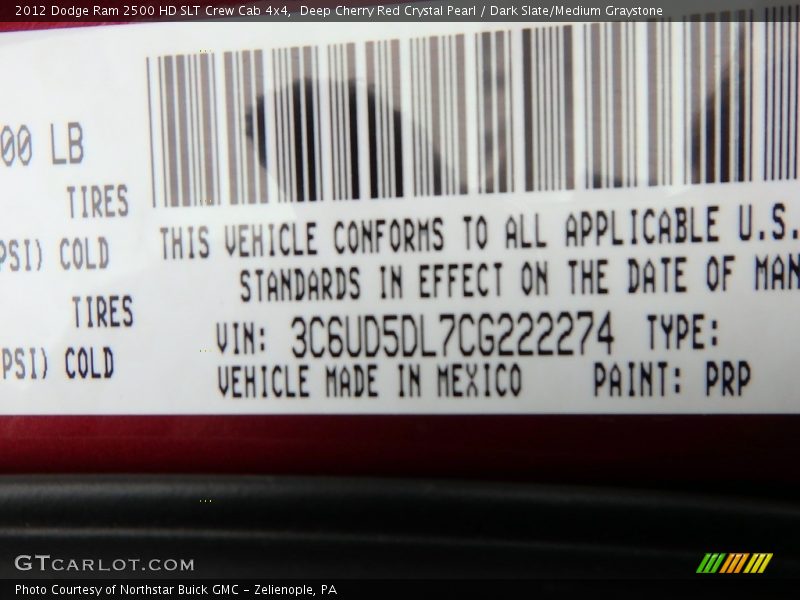 2012 Dodge Ram 2500 HD SLT Crew Cab 4x4, Deep Cherry Red Crystal Pearl / Dark Slate/Medium Graystone
00 LB
TIRES
PSI) COLD
TIRES
PSI) COLD
THIS VEHICLE CONFORMS TO ALL APPLICABLE U.S.
STANDARDS IN EFFECT ON THE DATE OF MAN
VIN: 3C6UD5DL7CG222274 TYPE:
VEHICLE MADE IN MEXICO PAINT: PRP
GTCARLOT.COM
Photo Courtesy of Northstar Buick GMC - Zelienople, PA